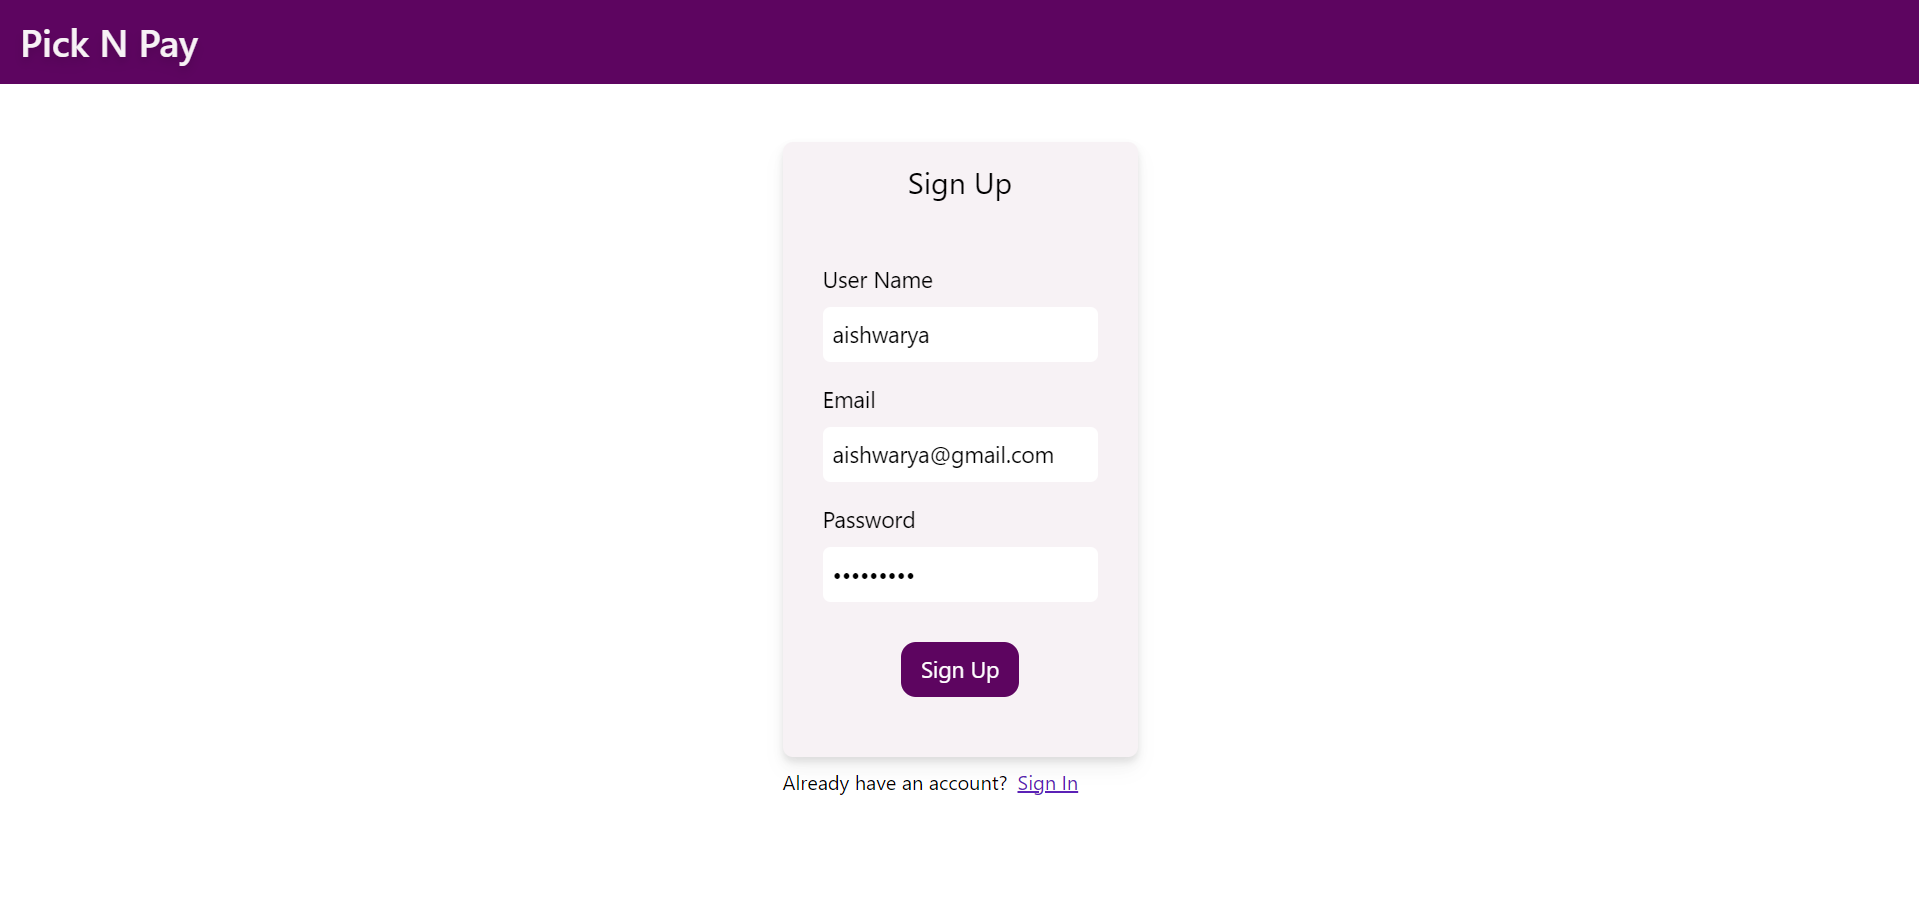 Pick N Pay
Sign Up
User Name
aishwarya
Email
aishwarya@gmail.com
Password
•••••••••
Sign Up
Already have an account? Sign In